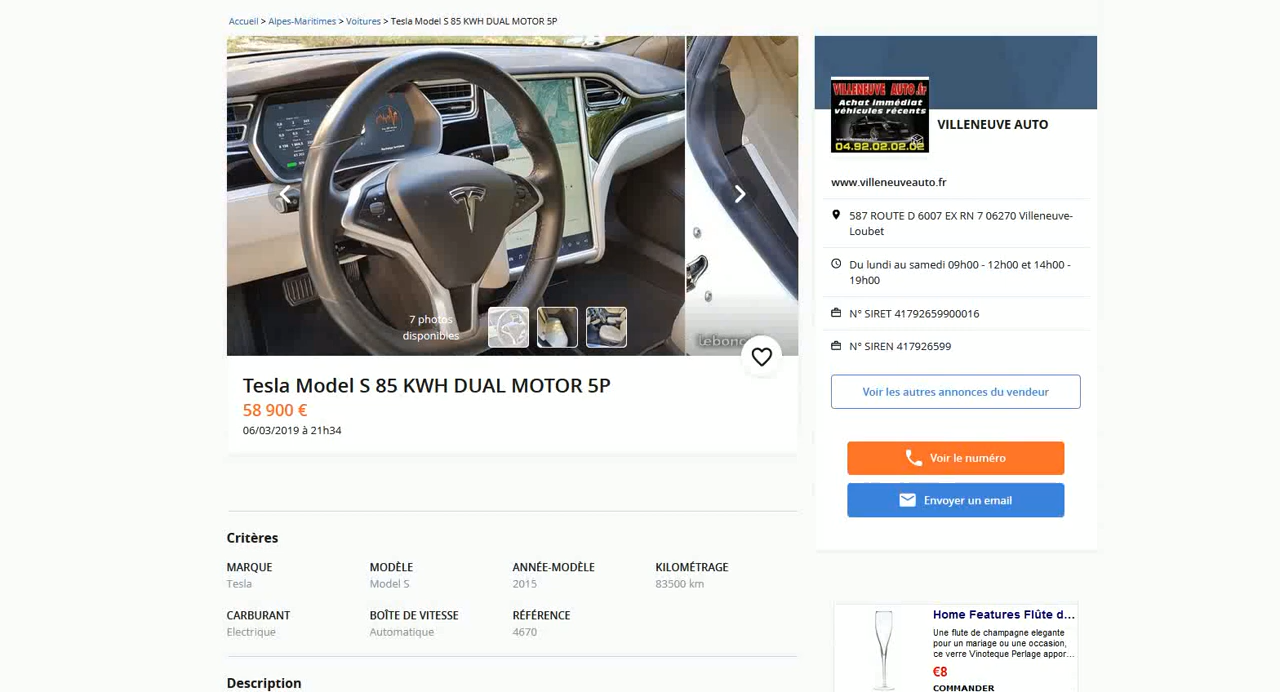 Accueil > Alpes-Maritimes > Voitures > Tesla Model S 85 KWH DUAL MOTOR 5P
7 photos
disponibles
lebonc
Tesla Model S 85 KWH DUAL MOTOR 5P
58 900 €
06/03/2019 à 21h34
Critères
MARQUE
Tesla
MODÈLE
Model S
ANNÉE-MODÈLE
2015
KILOMÉTRAGE
83500 km
CARBURANT
Electrique
BOÎTE DE VITESSE
Automatique
RÉFÉRENCE
4670
Description
VILLENEUVE AUTO.fr
Achat immédiat
véhicules récents
04.92.02.02.02
VILLENEUVE AUTO
www.villeneuveauto.fr
587 ROUTE D 6007 EX RN 7 06270 Villeneuve-
Loubet
Du lundi au samedi 09h00 - 12h00 et 14h00 -
19h00
N° SIRET 41792659900016
N° SIREN 417926599
Voir les autres annonces du vendeur
Voir le numéro
Envoyer un email
Home Features Flûte d...
Une flute de champagne elegante
pour un mariage ou une occasion,
ce verre Vinoteque Perlage appor...
€8
COMMANDER